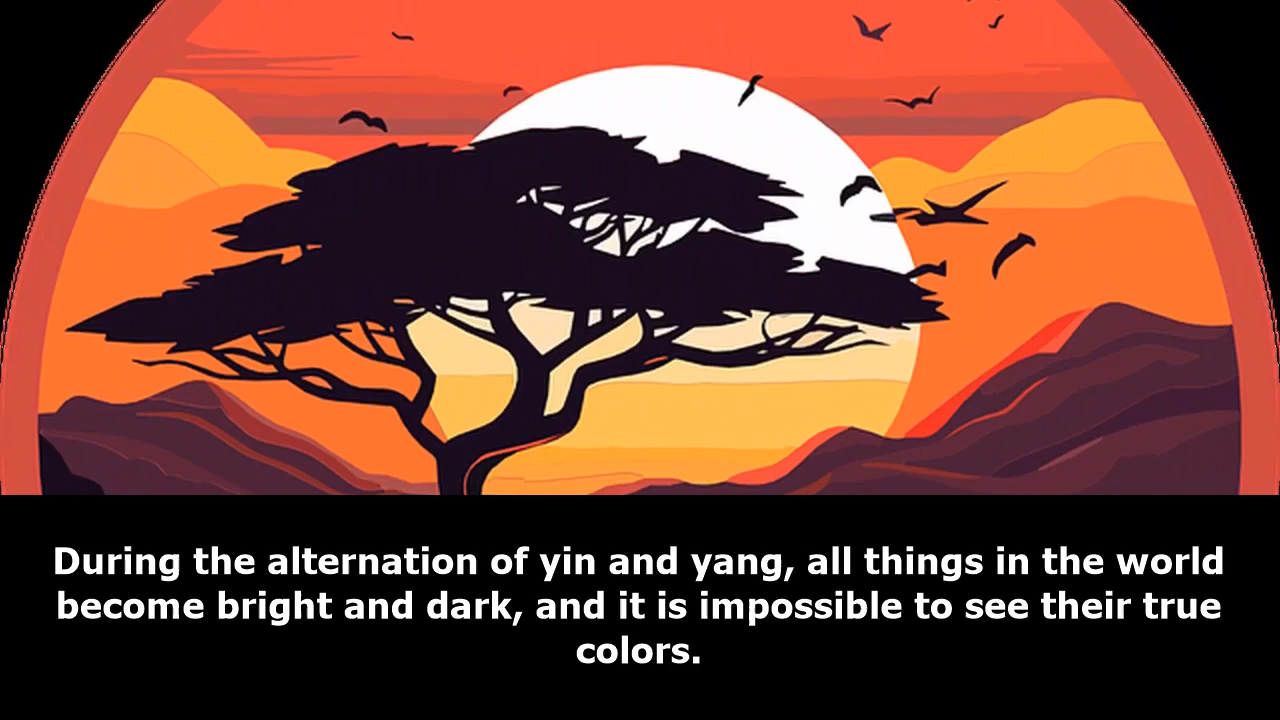 During the alternation of yin and yang, all things in the world
become bright and dark, and it is impossible to see their true
colors.